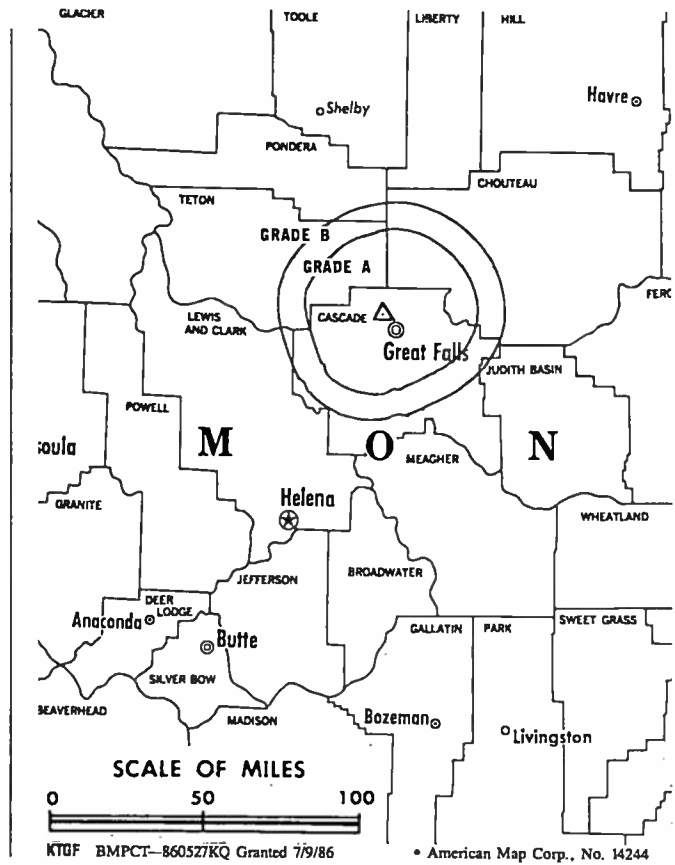 GLACIER TOOLE LIBERTY HILL
Shelby
Havre
PONDERA
CHOUTEAU
TETON
GRADE B
GRADE A
FERG
CASCADE
LEWIS
AND CLARK
Great Falls
JUDITH BASIN
POWELL
M O N
soula
MEAGHER
Helena
GRANITE
WHEATLAND
JEFFERSON
BROADWATER
DEER
LODGE
Anaconda
GALLATIN PARK SWEET GRASS
Butte
SILVER BOW
BEAVERHEAD
MADISON
Bozeman
Livingston
SCALE OF MILES
0 50 100
KTGF BMPCT—860527KQ Granted 7/9/86 • American Map Corp., No. 14244